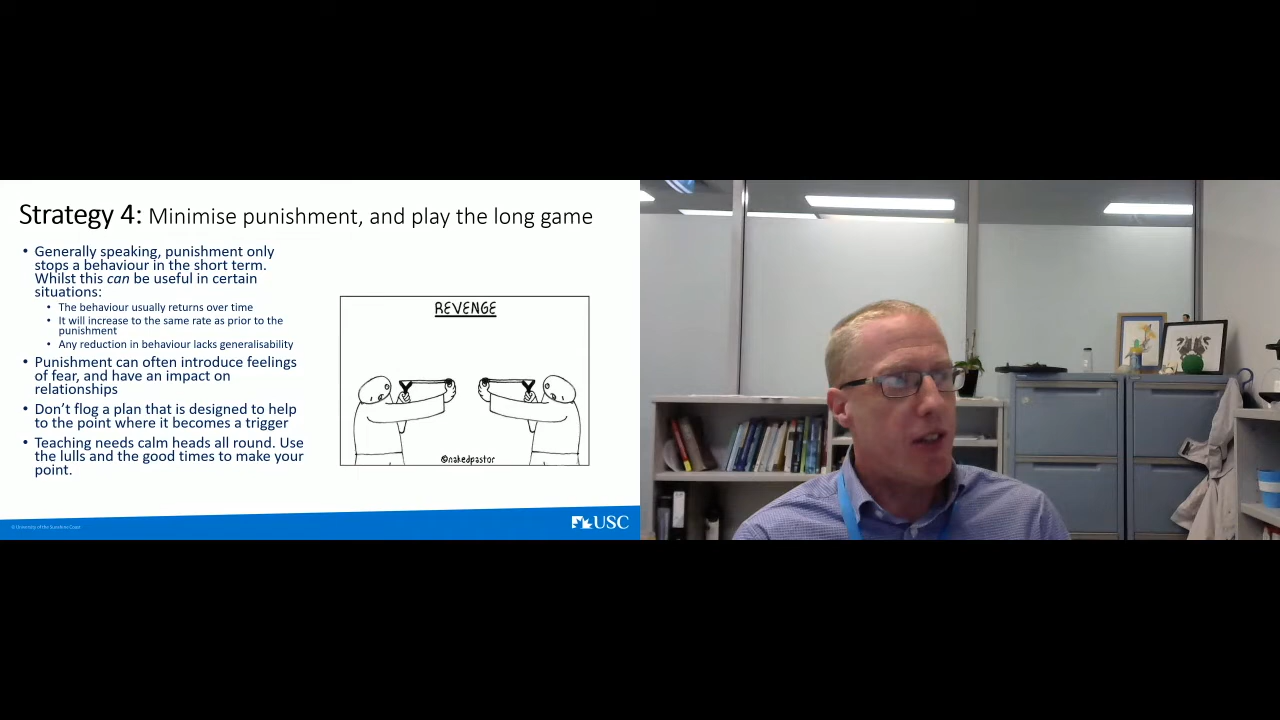 Strategy 4: Minimise punishment, and play the long game
• Generally speaking, punishment only
stops a behaviour in the short term.
Whilst this can be useful in certain
situations:
• The behaviour usually returns over time
• It will increase to the same rate as prior to the
punishment
• Any reduction in behaviour lacks generalisability
• Punishment can often introduce feelings
of fear, and have an impact on
relationships
• Don't flog a plan that is designed to help
to the point where it becomes a trigger
• Teaching needs calm heads all round. Use
the lulls and the good times to make your
point.
REVENGE
@nakedpastor
© University of the Sunshine Coast
USC